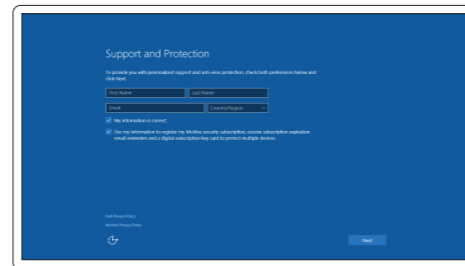 Support and Protection
To provide you with personalized support and anti-virus protection, check both preferences below and
click Next.
First Name
Last Name
Email
Country/Region
My information is correct.
Use my information to register my McAfee security subscription, receive subscription expiration
email reminders and a digital subscription key card to protect multiple devices.
Dell Privacy Policy
McAfee Privacy Policy
Next